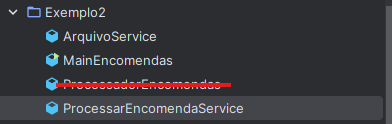 Exemplo2
ArquivoService
MainEncomendas
ProcessadorEncomendas
ProcessarEncomendaService